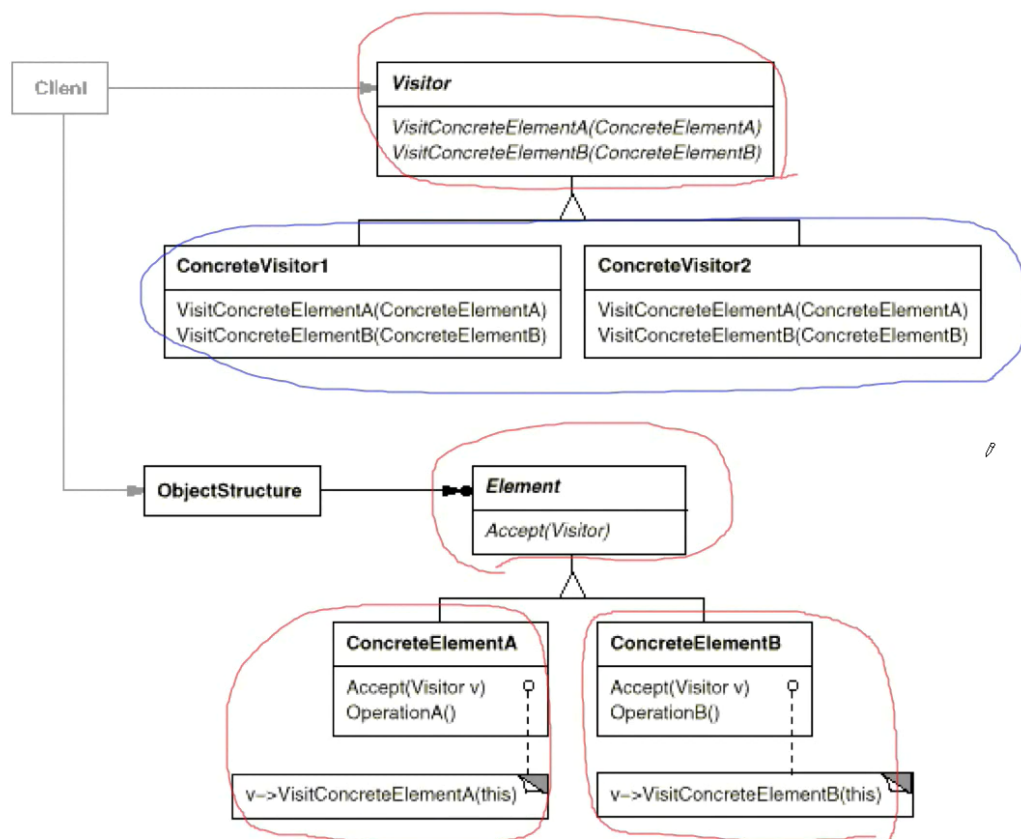 Client
Visitor
VisitConcreteElementA(ConcreteElementA)
VisitConcreteElementB(ConcreteElementB)
ConcreteVisitor1
VisitConcreteElementA(ConcreteElementA)
VisitConcreteElementB(ConcreteElementB)
ConcreteVisitor2
VisitConcreteElementA(ConcreteElementA)
VisitConcreteElementB(ConcreteElementB)
ObjectStructure
Element
Accept(Visitor)
ConcreteElementA
Accept(Visitor v)
OperationA()
v–>VisitConcreteElementA(this)
ConcreteElementB
Accept(Visitor v)
OperationB()
v–>VisitConcreteElementB(this)